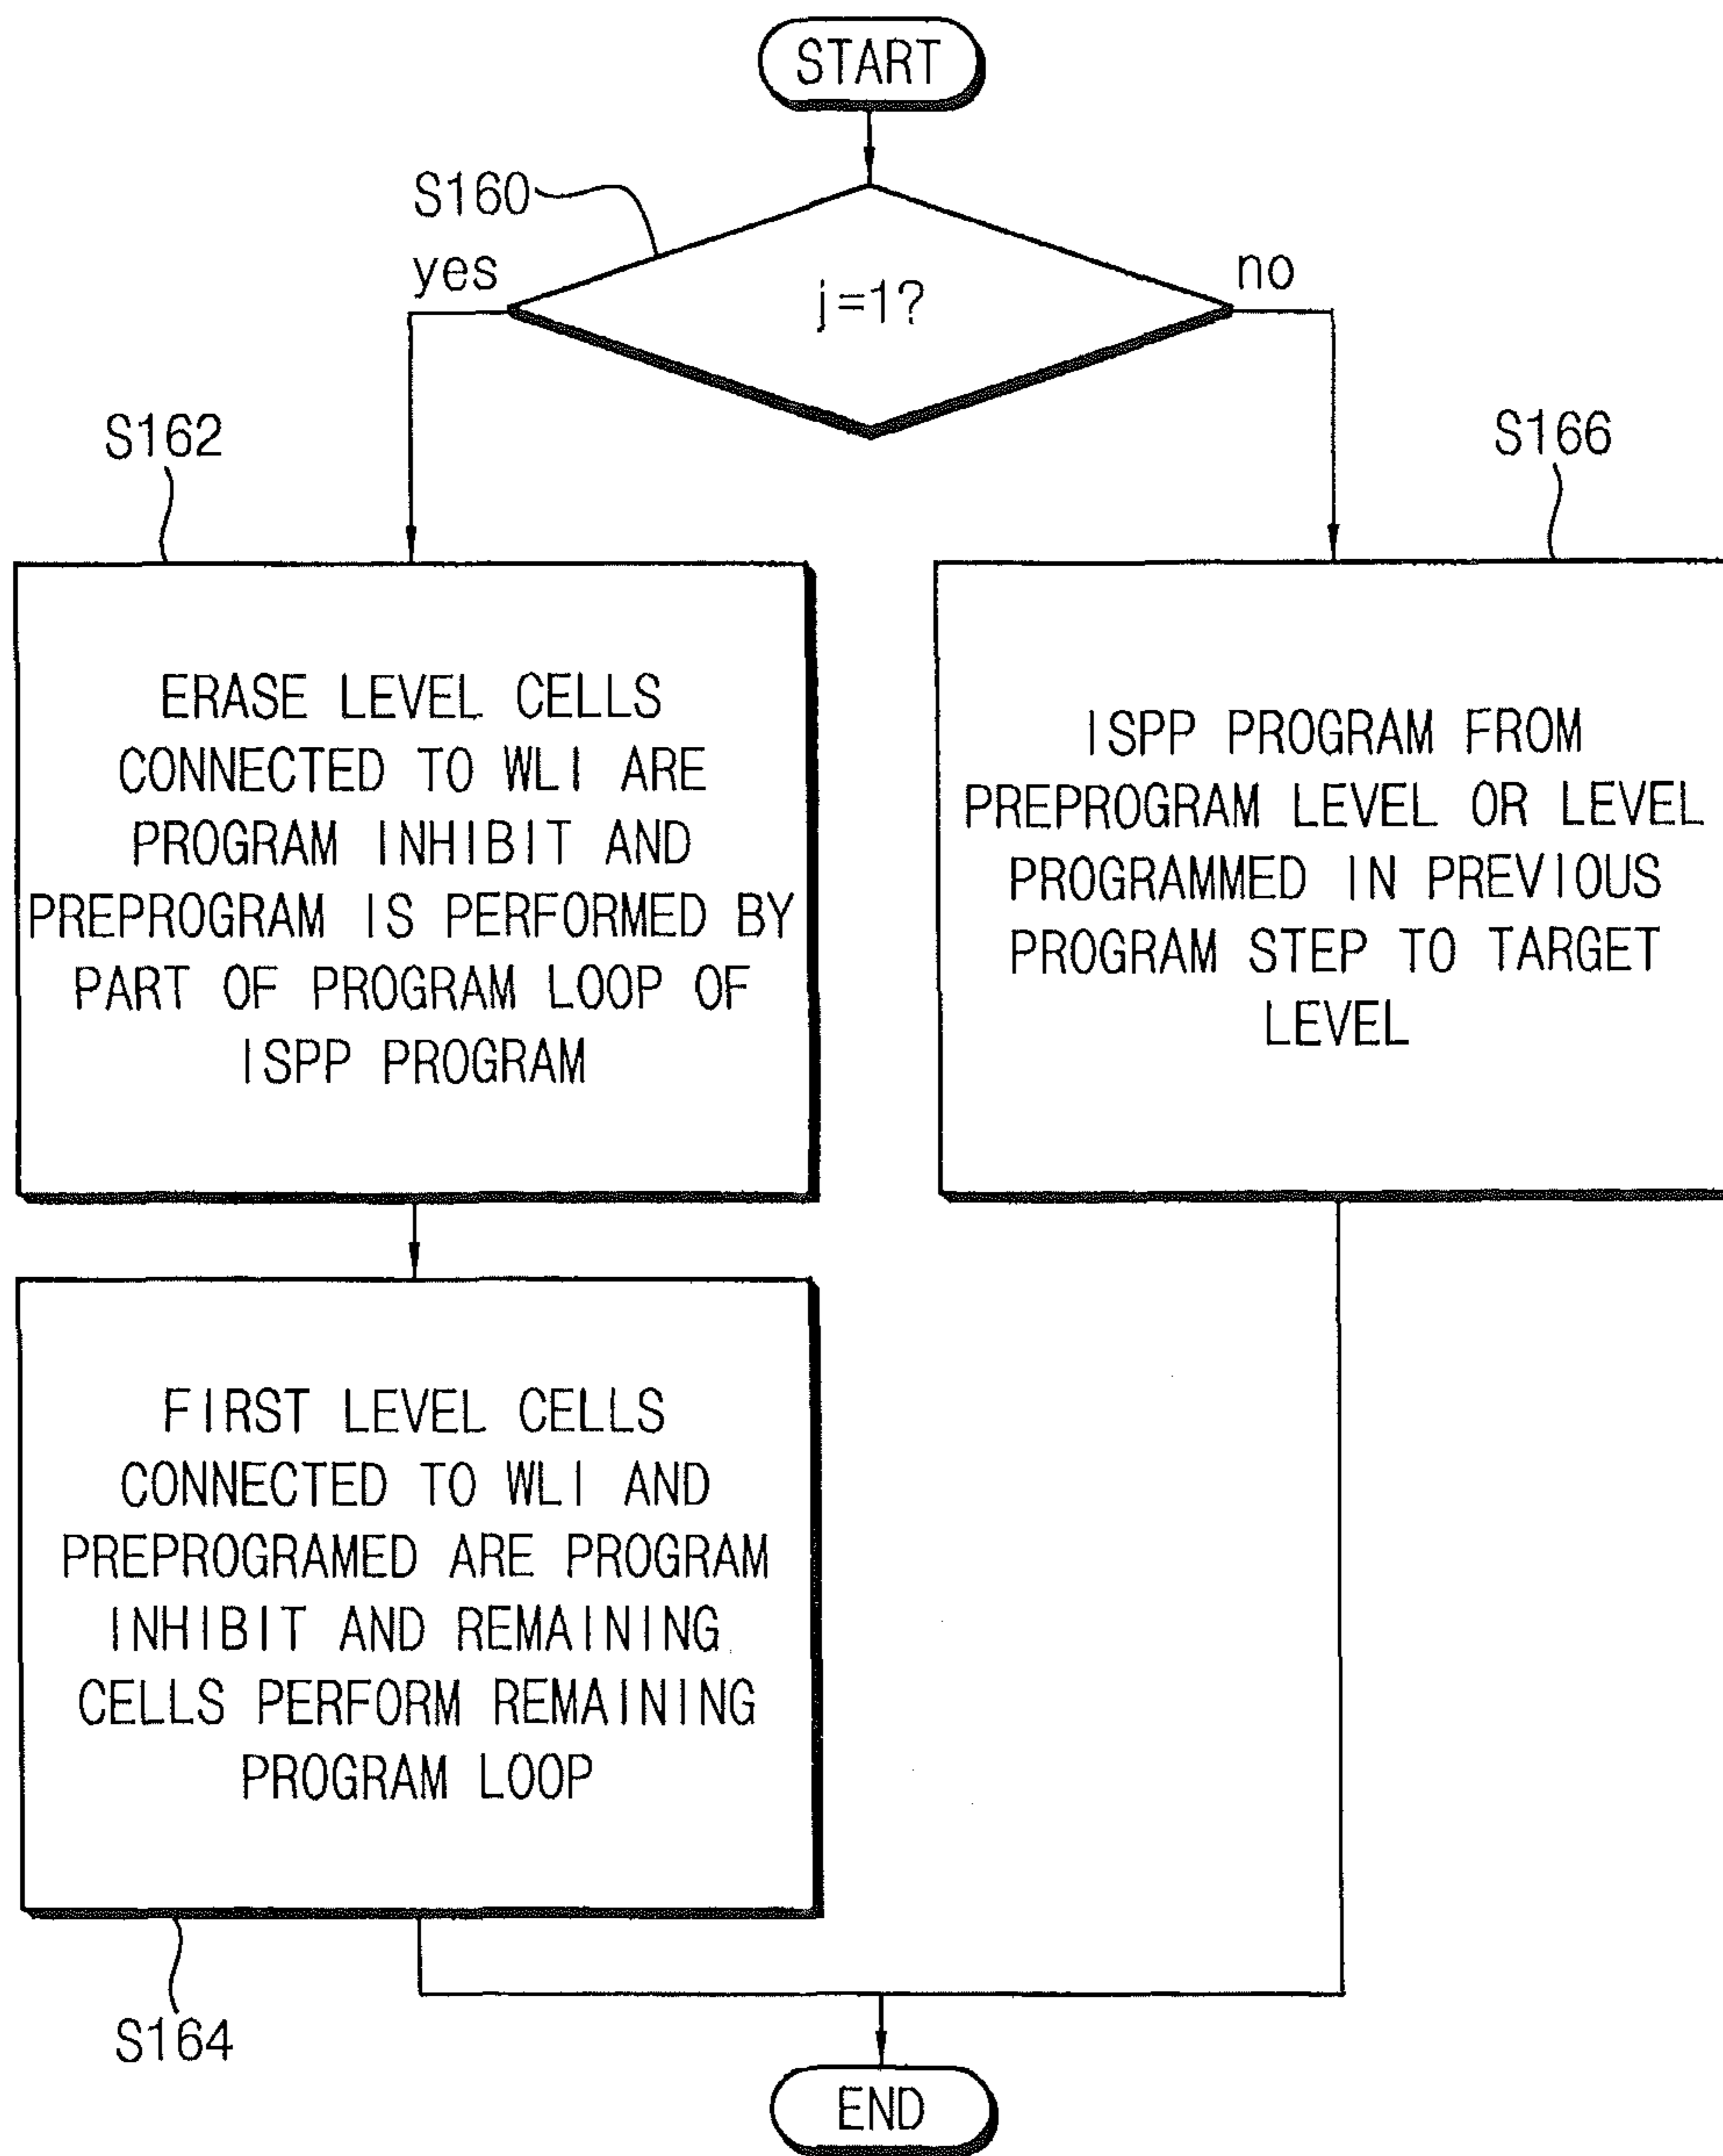 START
S160
yes
j=1?
no
S162
S166
ERASE LEVEL CELLS
CONNECTED TO WLI ARE
PROGRAM INHIBIT AND
PREPROGRAM IS PERFORMED BY
PART OF PROGRAM LOOP OF
ISPP PROGRAM
ISPP PROGRAM FROM
PREPROGRAM LEVEL OR LEVEL
PROGRAMMED IN PREVIOUS
PROGRAM STEP TO TARGET
LEVEL
FIRST LEVEL CELLS
CONNECTED TO WLI AND
PREPROGRAMED ARE PROGRAM
INHIBIT AND REMAINING
CELLS PERFORM REMAINING
PROGRAM LOOP
S164
END